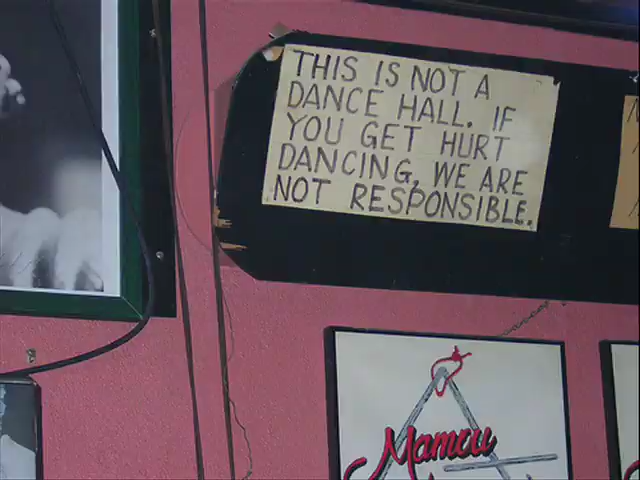 THIS IS NOT A
DANCE HALL. IF
YOU GET HURT
DANCING, WE ARE
NOT RESPONSIBLE.
Mamou